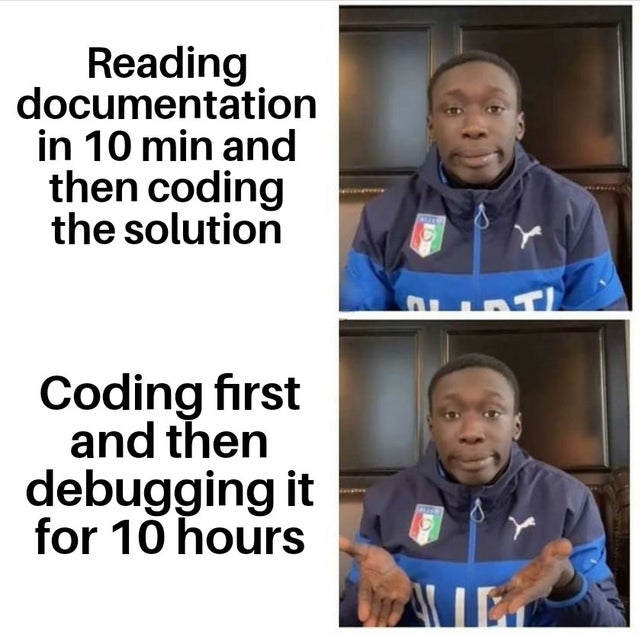 Reading
documentation
in 10 min and
then coding
the solution
Coding first
and then
debugging it
for 10 hours